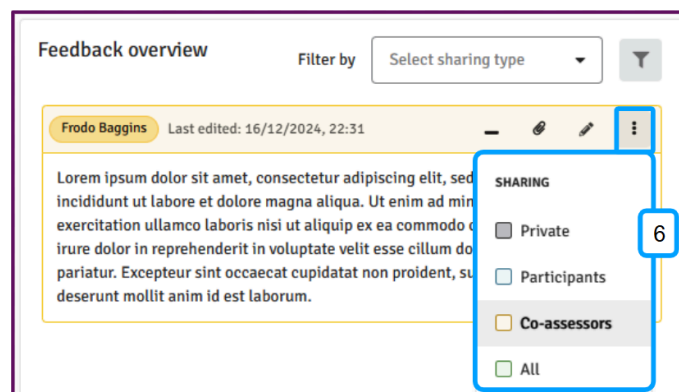 Feedback overview
Filter by
Select sharing type
Frodo Baggins
Last edited: 16/12/2024, 22:31
Lorem ipsum dolor sit amet, consectetur adipiscing elit, sed
incididunt ut labore et dolore magna aliqua. Ut enim ad min
exercitation ullamco laboris nisi ut aliquip ex ea commodo
irure dolor in reprehenderit in voluptate velit esse cillum do
pariatur. Excepteur sint occaecat cupidatat non proident, su
deserunt mollit anim id est laborum.
SHARING
Private
6
Participants
Co-assessors
All